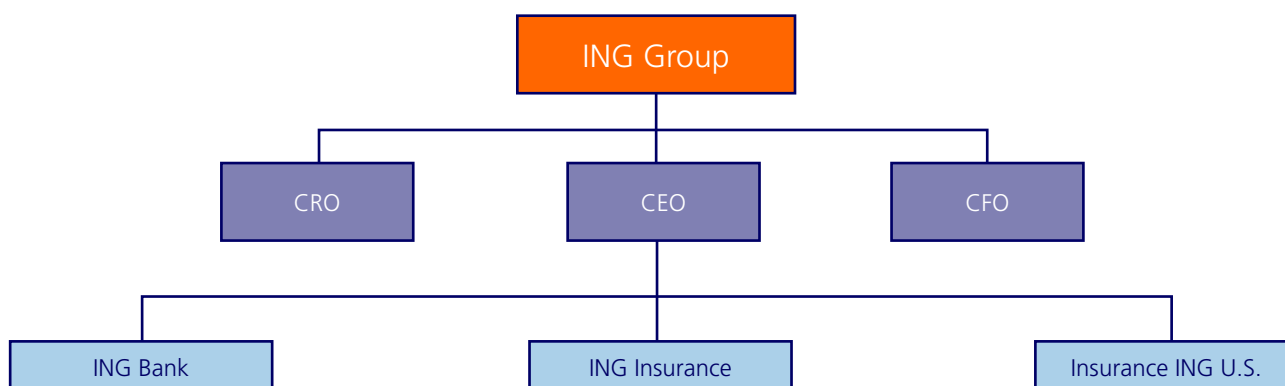 ING Group
CRO
CEO
CFO
ING Bank
ING Insurance
Insurance ING U.S.